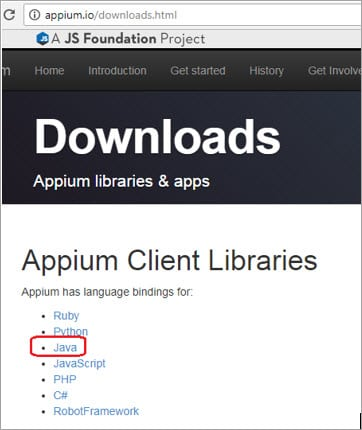 appium.io/downloads.html
A JS Foundation Project
m Home Introduction Get started History Get Involve
Downloads
Appium libraries & apps
Appium Client Libraries
Appium has language bindings for:
Ruby
Python
Java
JavaScript
PHP
C#
RobotFramework